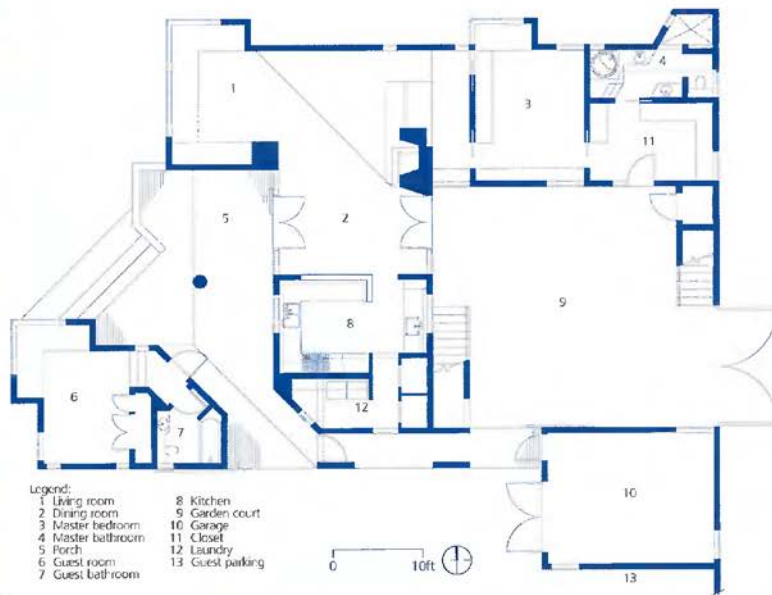 1
2
3
4
5
6
7
8
9
10
11
12
13
Legend:
1 Living room
2 Dining room
3 Master bedroom
4 Master bathroom
5 Porch
6 Guest room
7 Guest bathroom
8 Kitchen
9 Garden court
10 Garage
11 Closet
12 Laundry
13 Guest parking
0 10ft